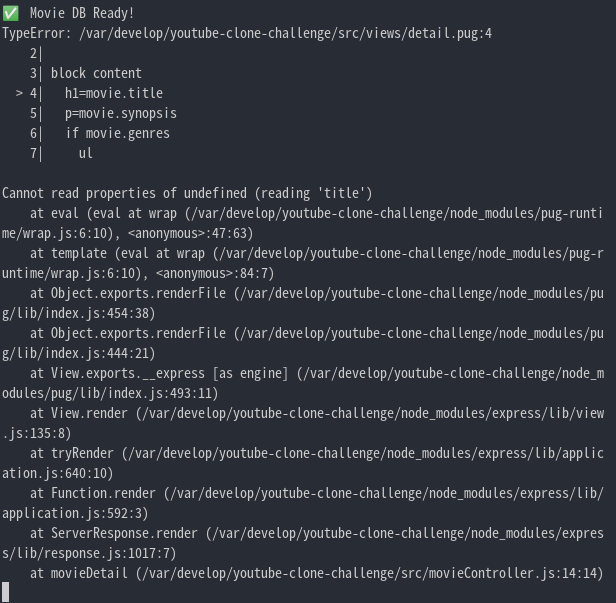 ✅ Movie DB Ready!
TypeError: /var/develop/youtube-clone-challenge/src/views/detail.pug:4
    2|
    3| block content
  > 4|   h1=movie.title
    5|   p=movie.synopsis
    6|   if movie.genres
    7|     ul
Cannot read properties of undefined (reading 'title')
    at eval (eval at wrap (/var/develop/youtube-clone-challenge/node_modules/pug-runti
me/wrap.js:6:10), <anonymous>:47:63)
    at template (eval at wrap (/var/develop/youtube-clone-challenge/node_modules/pug-r
untime/wrap.js:6:10), <anonymous>:84:7)
    at Object.exports.renderFile (/var/develop/youtube-clone-challenge/node_modules/pu
g/lib/index.js:454:38)
    at Object.exports.renderFile (/var/develop/youtube-clone-challenge/node_modules/pu
g/lib/index.js:444:21)
    at View.exports.__express [as engine] (/var/develop/youtube-clone-challenge/node_m
odules/pug/lib/index.js:493:11)
    at View.render (/var/develop/youtube-clone-challenge/node_modules/express/lib/view
.js:135:8)
    at tryRender (/var/develop/youtube-clone-challenge/node_modules/express/lib/applic
ation.js:640:10)
    at Function.render (/var/develop/youtube-clone-challenge/node_modules/express/lib/
application.js:592:3)
    at ServerResponse.render (/var/develop/youtube-clone-challenge/node_modules/expres
s/lib/response.js:1017:7)
    at movieDetail (/var/develop/youtube-clone-challenge/src/movieController.js:14:14)